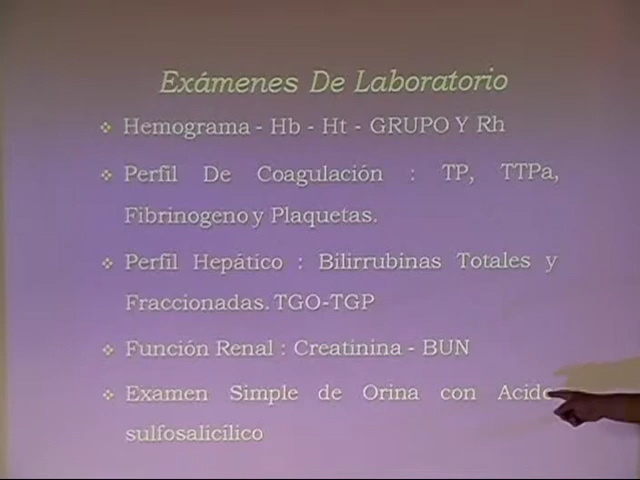 Exámenes De Laboratorio
Hemograma - Hb - Ht - GRUPO Y Rh
Perfil De Coagulación : TP, TTPa,
Fibrinogeno y Plaquetas.
Perfil Hepático : Bilirrubinas Totales y
Fraccionadas. TGO-TGP
Función Renal : Creatinina - BUN
Examen Simple de Orina con Acido
sulfosalicílico